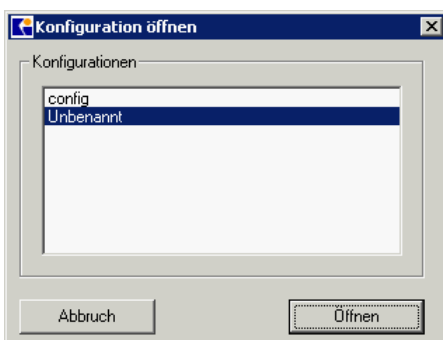 Konfiguration öffnen
Konfigurationen
config
Unbenannt
Abbruch
Öffnen